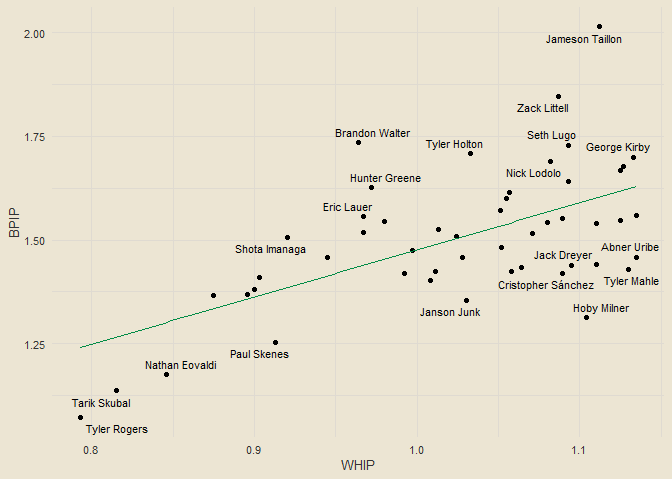 2.00
Jameson Taillon
Zack Littell
1.75
Brandon Walter
Seth Lugo
Tyler Holton
George Kirby
Hunter Greene
Nick Lodolo
Eric Lauer
BPIP
1.50
Shota Imanaga
Abner Uribe
Jack Dreyer
Tyler Mahle
Cristopher Sánchez
Janson Junk
Hoby Milner
1.25
Paul Skenes
Nathan Eovaldi
Tarik Skubal
Tyler Rogers
0.8 0.9 1.0 1.1
WHIP